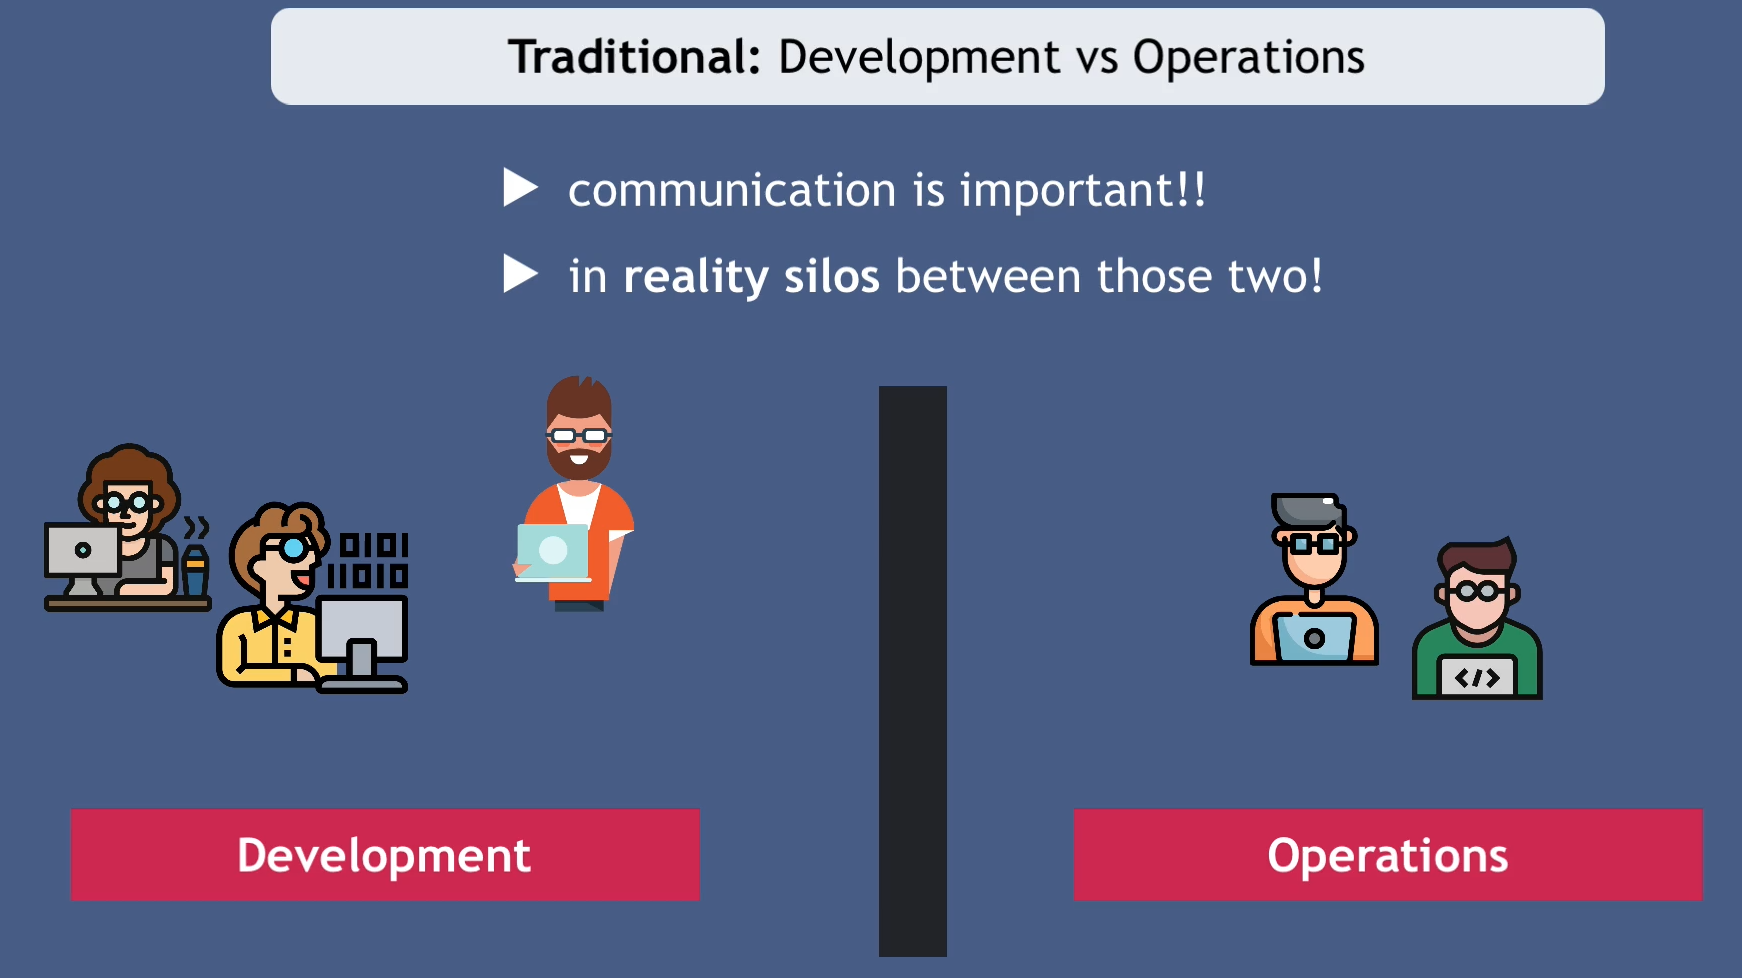 Traditional: Development vs Operations
communication is important!!
in reality silos between those two!
0101
11010
</>
Development
Operations